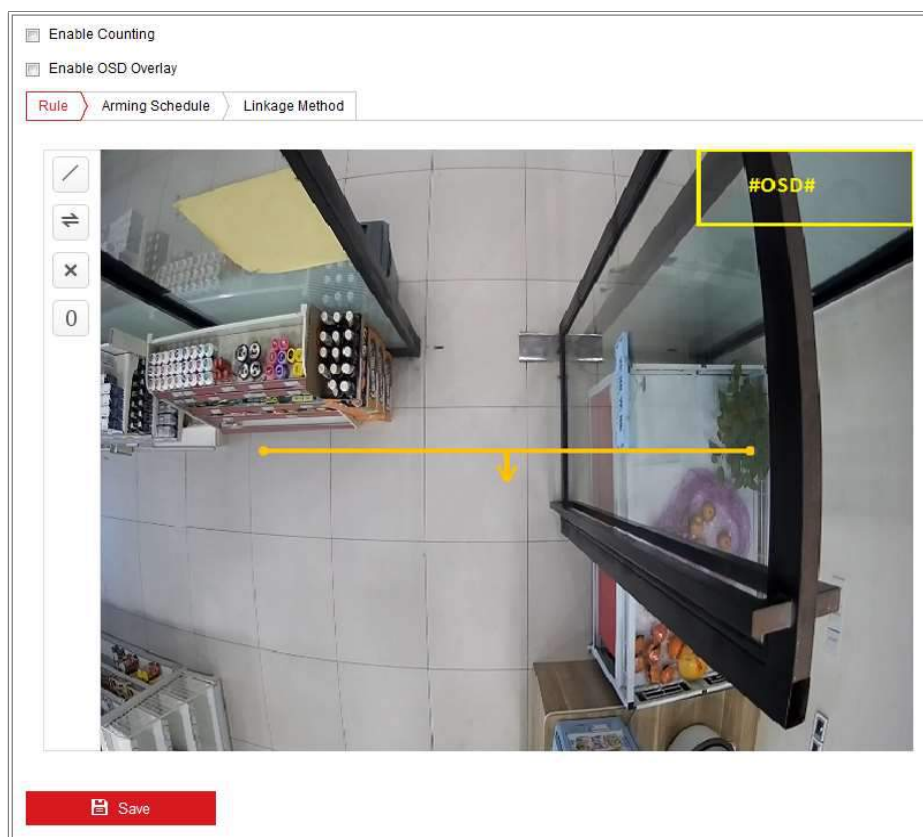 Enable Counting
Enable OSD Overlay
Rule Arming Schedule Linkage Method
#OSD#
0
Save